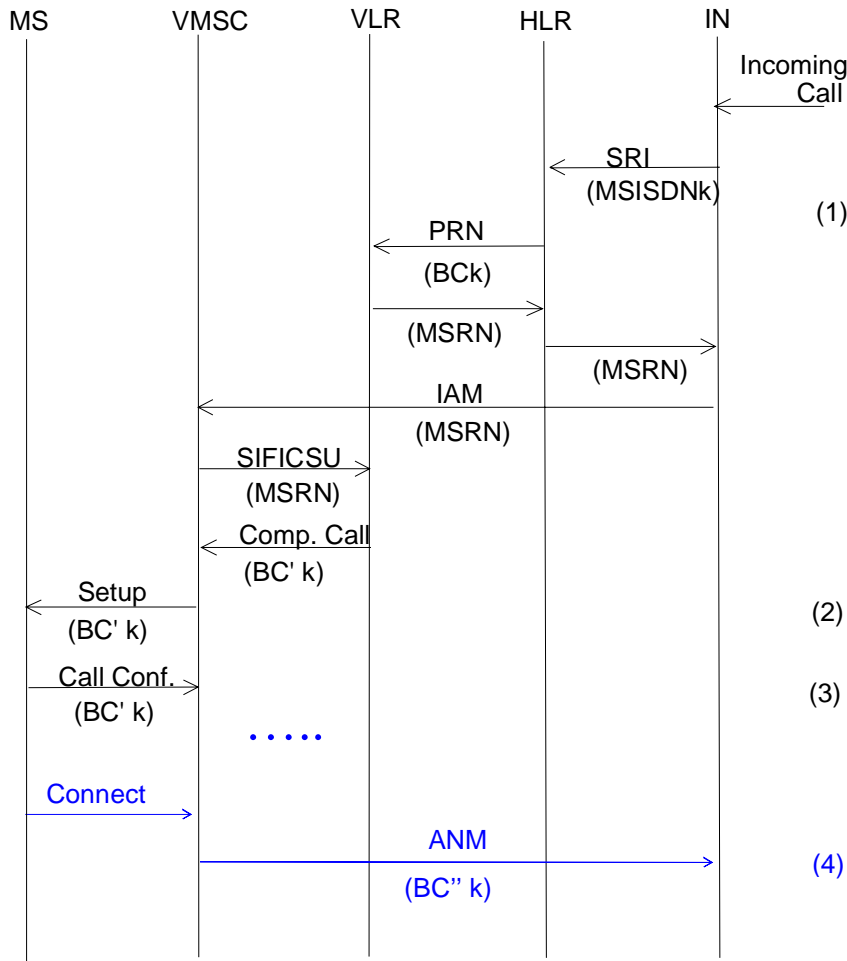 MS VMSC VLR HLR IN
Incoming
Call
SRI
(MSISDNk)
(1)
PRN
(BCk)
(MSRN)
(MSRN)
IAM
(MSRN)
SIFICSU
(MSRN)
Comp. Call
(BC' k)
Setup
(BC' k)
(2)
Call Conf.
(BC' k)
(3)
.....
Connect
ANM
(BC’’ k)
(4)